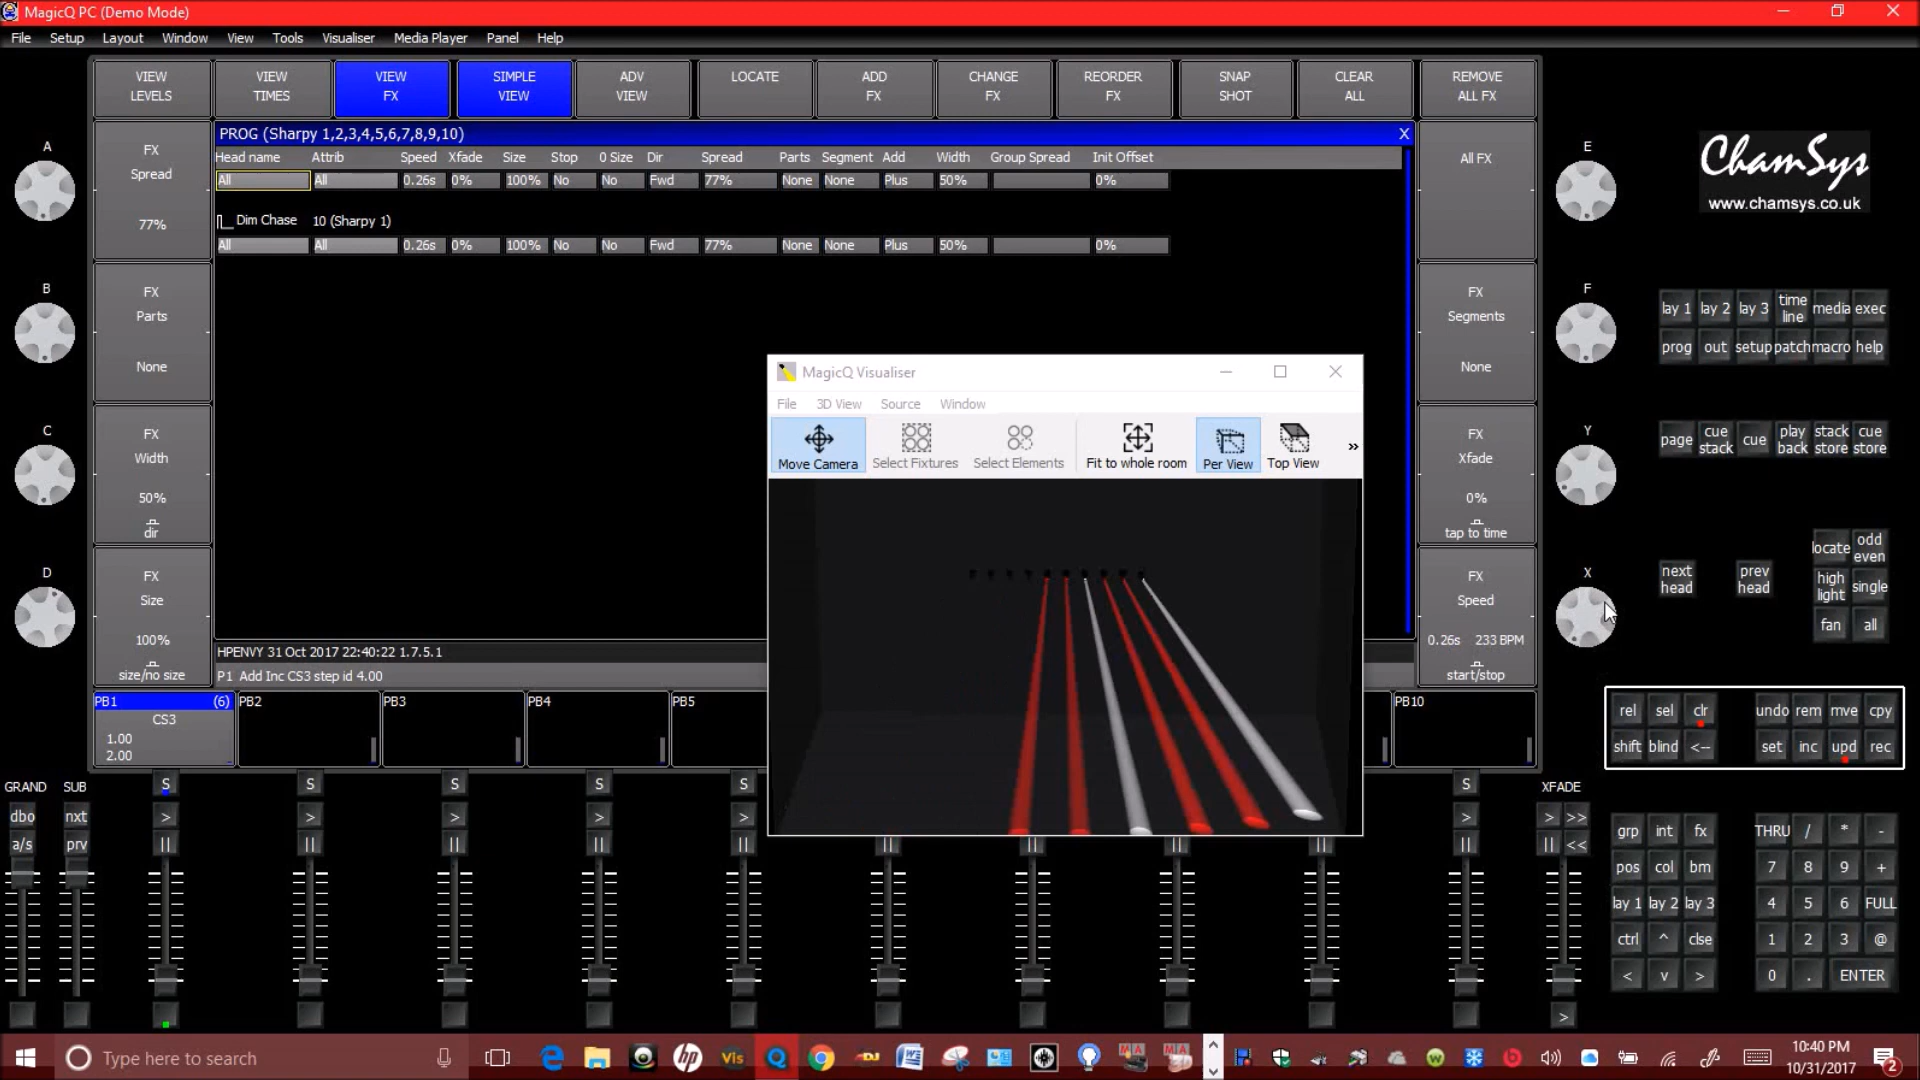 MagicQ PC (Demo Mode)
File Setup Layout Window View Tools Visualiser Media Player Panel Help
VIEW LEVELS
VIEW TIMES
VIEW FX
SIMPLE VIEW
ADV VIEW
LOCATE
ADD FX
CHANGE FX
REORDER FX
SNAP SHOT
CLEAR ALL
REMOVE ALL FX
PROG (Sharpy 1,2,3,4,5,6,7,8,9,10) X
Head name Attrib Speed Xfade Size Stop 0 Size Dir Spread Parts Segment Add Width Group Spread Init Offset
All All 0.26s 0% 100% No No Fwd 77% None None Plus 50% 0%
Dim Chase 10 (Sharpy 1)
All All 0.26s 0% 100% No No Fwd 77% None None Plus 50% 0%
A
FX
Spread
77%
B
FX
Parts
None
C
FX
Width
50%
dir
D
FX
Size
100%
size/no size
All FX
E
FX
Segments
None
F
FX
Xfade
0%
tap to time
Y
FX
Speed
0.26s 233 BPM
start/stop
X
ChamSys
www.chamsys.co.uk
lay 1 lay 2 lay 3 time line media exec
prog out setup patch macro help
page cue stack cue play back stack store cue store
next head prev head
locate odd even
high light single
fan all
MagicQ Visualiser
File 3D View Source Window
Move Camera Select Fixtures Select Elements Fit to whole room Per View Top View »
HPENVY 31 Oct 2017 22:40:22 1.7.5.1
P1 Add Inc CS3 step id 4.00
PB1 (6) PB2 PB3 PB4 PB5 PB10
CS3
1.00
2.00
rel sel clr undo rem mve cpy
shift blind <-- set inc upd rec
GRAND SUB XFADE
S S S S S S
dbo nxt > > > > > > > >>
a/s prv || || || || || || || || || || || <<
grp int fx THRU / * -
pos col bm 7 8 9 +
lay 1 lay 2 lay 3 4 5 6 FULL
ctrl ^ clse 1 2 3 @
< v > 0 . ENTER
>
Type here to search
Vis
10:40 PM
10/31/2017
2